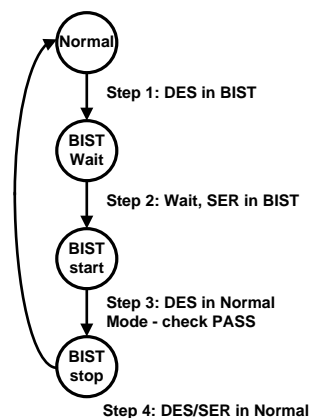 Normal
Step 1: DES in BIST
BIST
Wait
Step 2: Wait, SER in BIST
BIST
start
Step 3: DES in Normal
Mode - check PASS
BIST
stop
Step 4: DES/SER in Normal